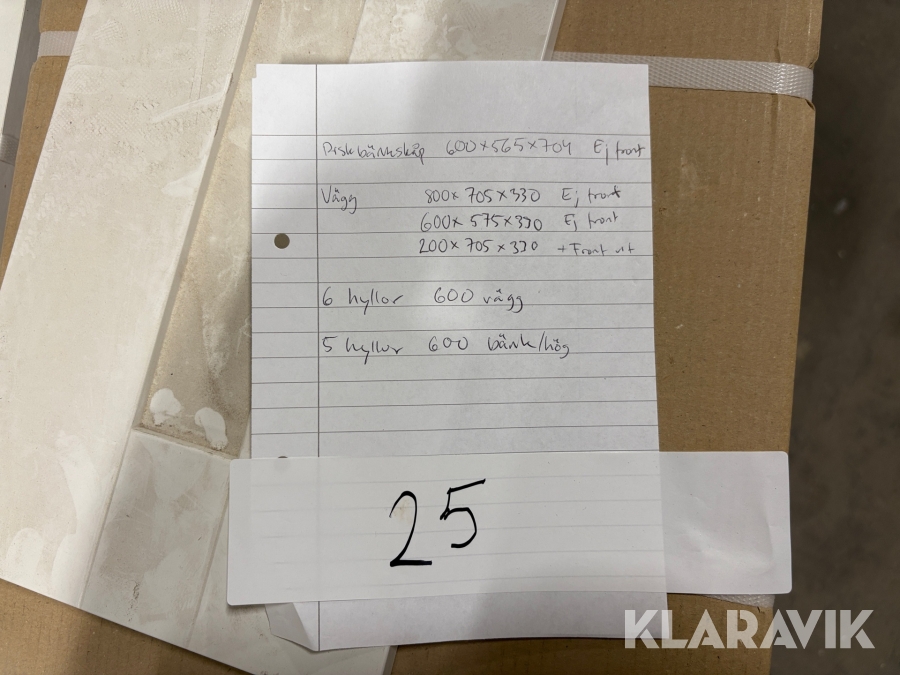 Diskbänkskåp 600x565x704 Ej front
Vägg 800x705x330 Ej front
600x575x330 Ej front
200x705x330 +Front vit
6 hyllor 600 vägg
5 hyllor 600 bänk/hög
25
KLARAVIK